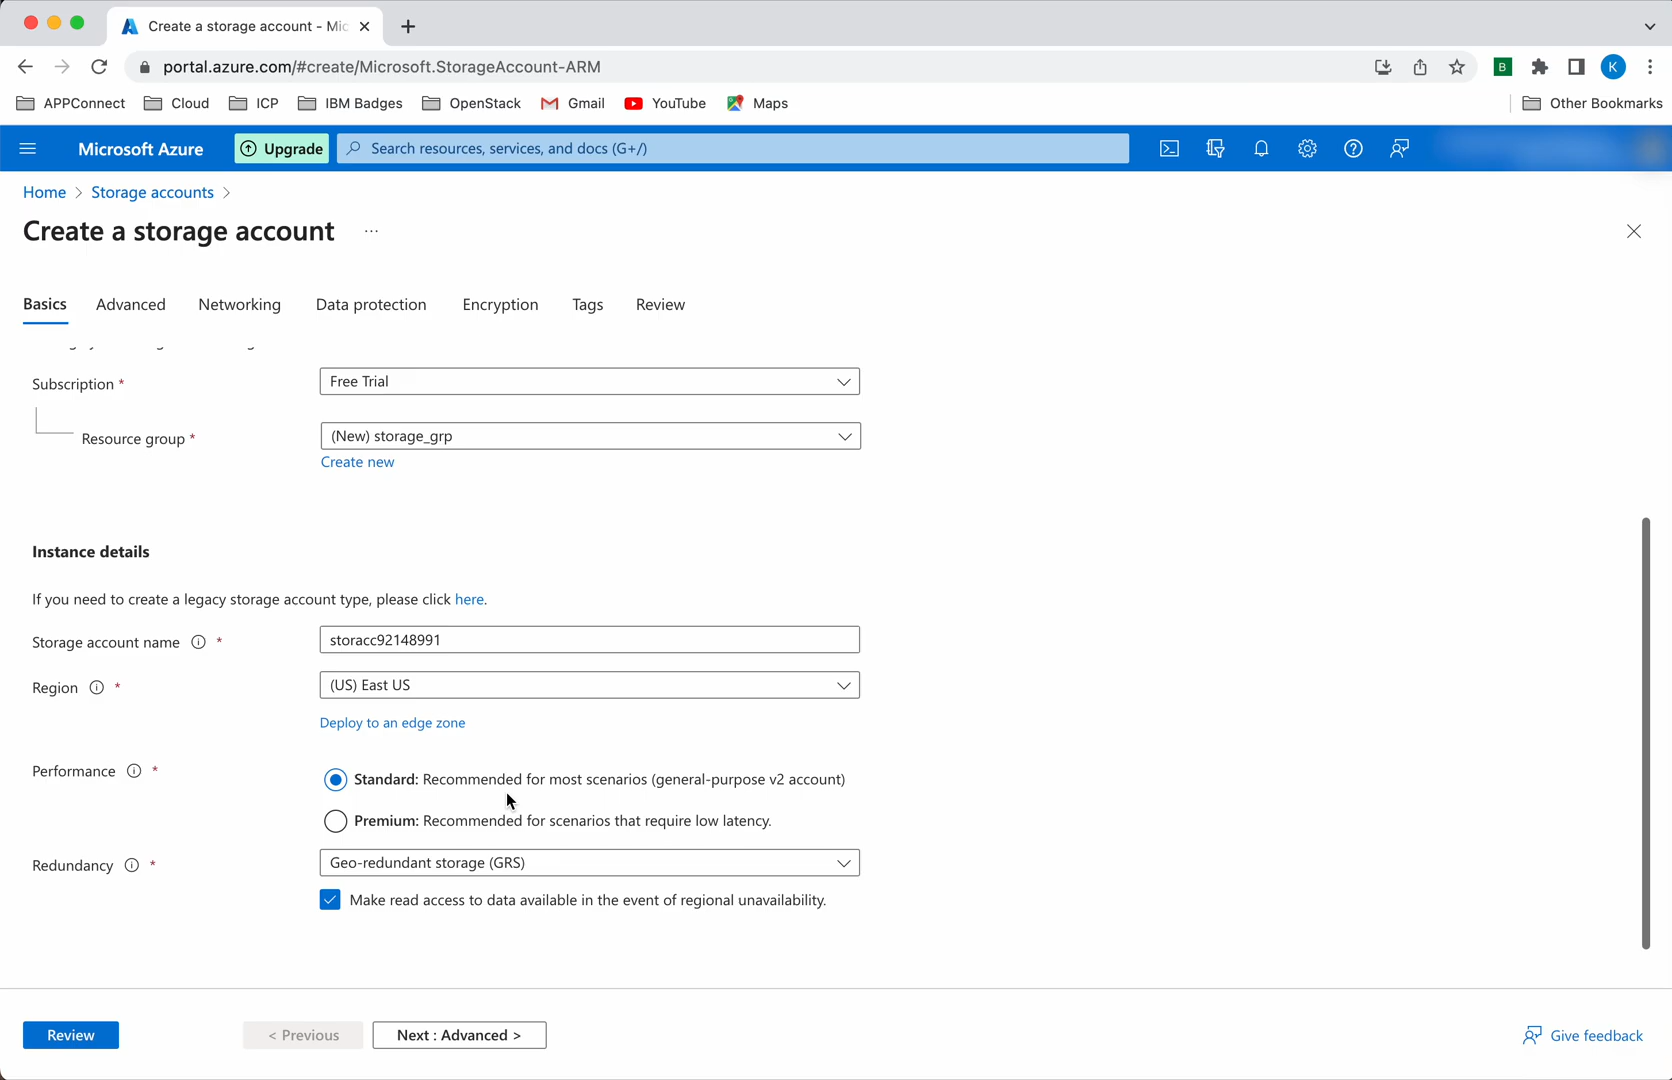 Create a storage account - Mic
portal.azure.com/#create/Microsoft.StorageAccount-ARM
B
K
APPConnect
Cloud
ICP
IBM Badges
OpenStack
Gmail
YouTube
Maps
Other Bookmarks
Microsoft Azure
Upgrade
Search resources, services, and docs (G+/)
Home > Storage accounts >
Create a storage account ...
Basics
Advanced
Networking
Data protection
Encryption
Tags
Review
Subscription *
Free Trial
Resource group *
(New) storage_grp
Create new
Instance details
If you need to create a legacy storage account type, please click here.
Storage account name *
storacc92148991
Region *
(US) East US
Deploy to an edge zone
Performance *
Standard: Recommended for most scenarios (general-purpose v2 account)
Premium: Recommended for scenarios that require low latency.
Redundancy *
Geo-redundant storage (GRS)
Make read access to data available in the event of regional unavailability.
Review
< Previous
Next : Advanced >
Give feedback